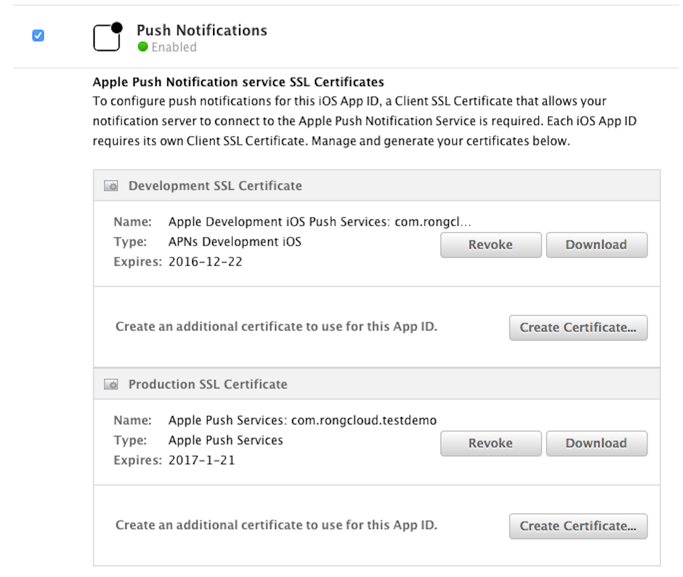 Push Notifications
Enabled
Apple Push Notification service SSL Certificates
To configure push notifications for this iOS App ID, a Client SSL Certificate that allows your
notification server to connect to the Apple Push Notification Service is required. Each iOS App ID
requires its own Client SSL Certificate. Manage and generate your certificates below.
Development SSL Certificate
Name: Apple Development iOS Push Services: com.rongcl...
Type: APNs Development iOS
Revoke Download
Expires: 2016-12-22
Create an additional certificate to use for this App ID. Create Certificate...
Production SSL Certificate
Name: Apple Push Services: com.rongcloud.testdemo
Type: Apple Push Services
Revoke Download
Expires: 2017-1-21
Create an additional certificate to use for this App ID. Create Certificate...